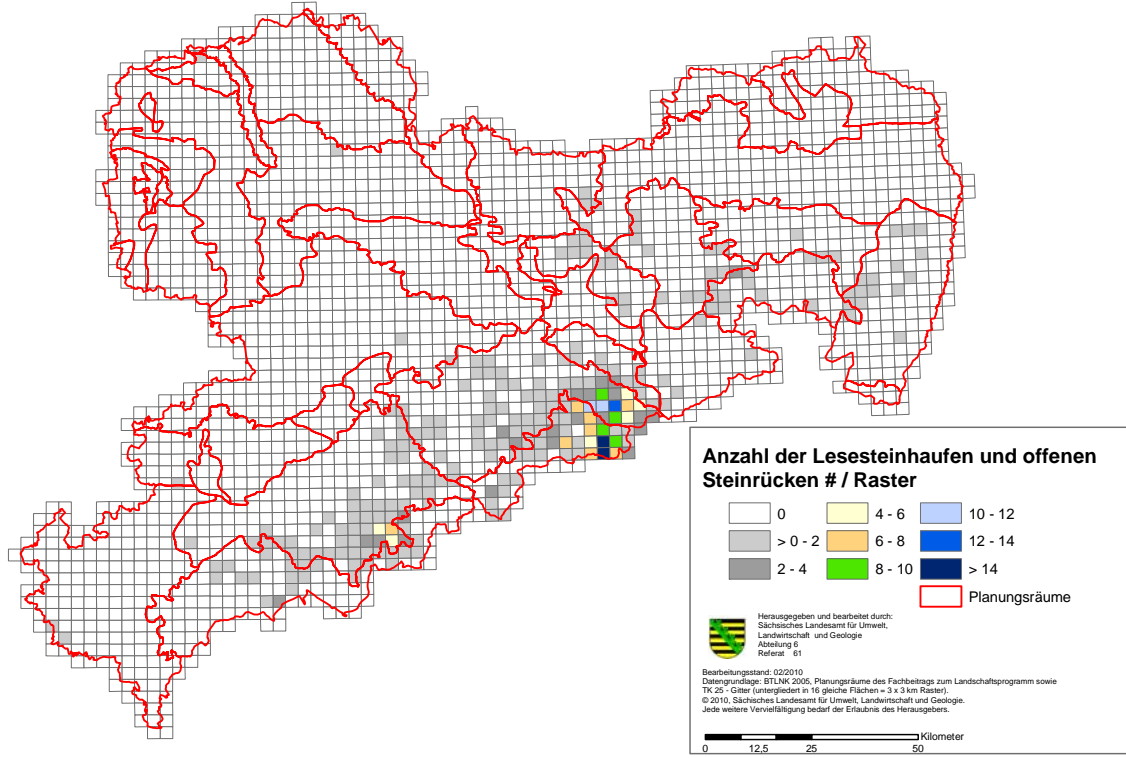 Anzahl der Lesesteinhaufen und offenen
Steinrücken # / Raster
0
4 - 6
10 - 12
> 0 - 2
6 - 8
12 - 14
2 - 4
8 - 10
> 14
Planungsräume
Herausgegeben und bearbeitet durch:
Sächsisches Landesamt für Umwelt,
Landwirtschaft und Geologie
Abteilung 6
Referat 61
Bearbeitungsstand: 02/2010
Datengrundlage: BTLNK 2005, Planungsräume des Fachbeitrags zum Landschaftsprogramm sowie
TK 25 - Gitter (untergliedert in 16 gleiche Flächen = 3 x 3 km Raster).
© 2010, Sächsisches Landesamt für Umwelt, Landwirtschaft und Geologie.
Jede weitere Vervielfältigung bedarf der Erlaubnis des Herausgebers.
Kilometer
0 12,5 25 50